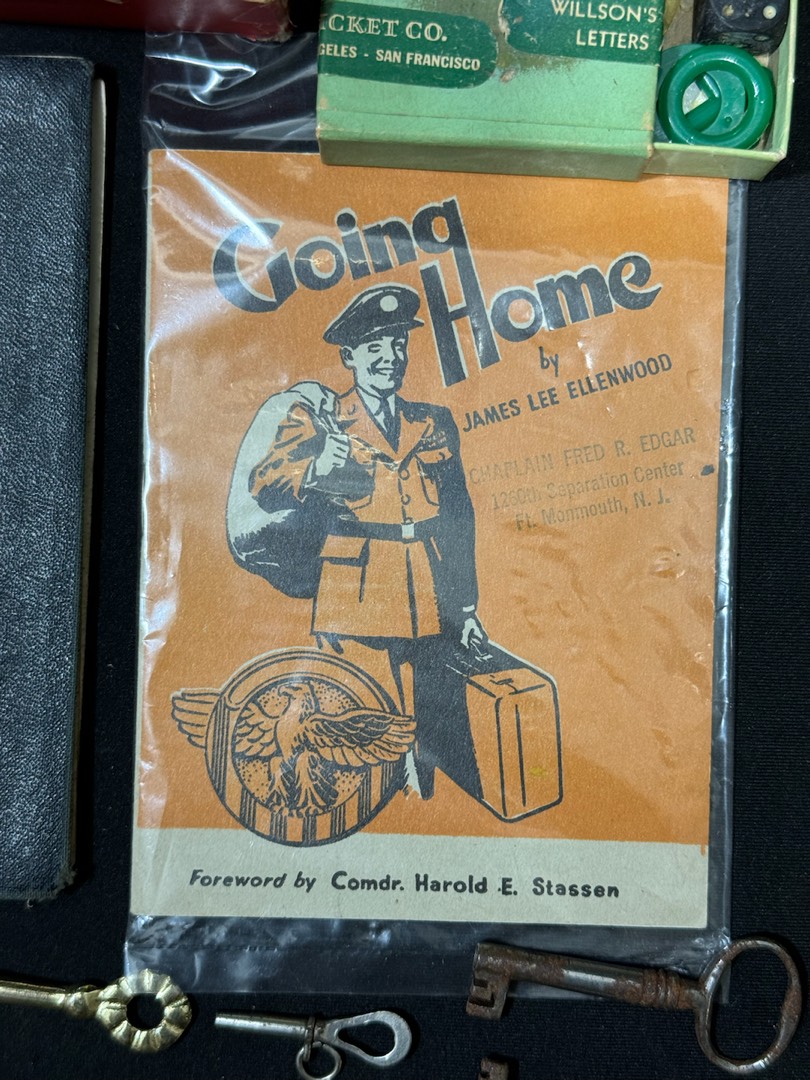 CKET CO.
GELES - SAN FRANCISCO
WILLSON'S
LETTERS
Going
Home
by
JAMES LEE ELLENWOOD
CHAPLAIN FRED R. EDGAR
1260th Separation Center
Ft. Monmouth, N. J.
Foreword by Comdr. Harold E. Stassen